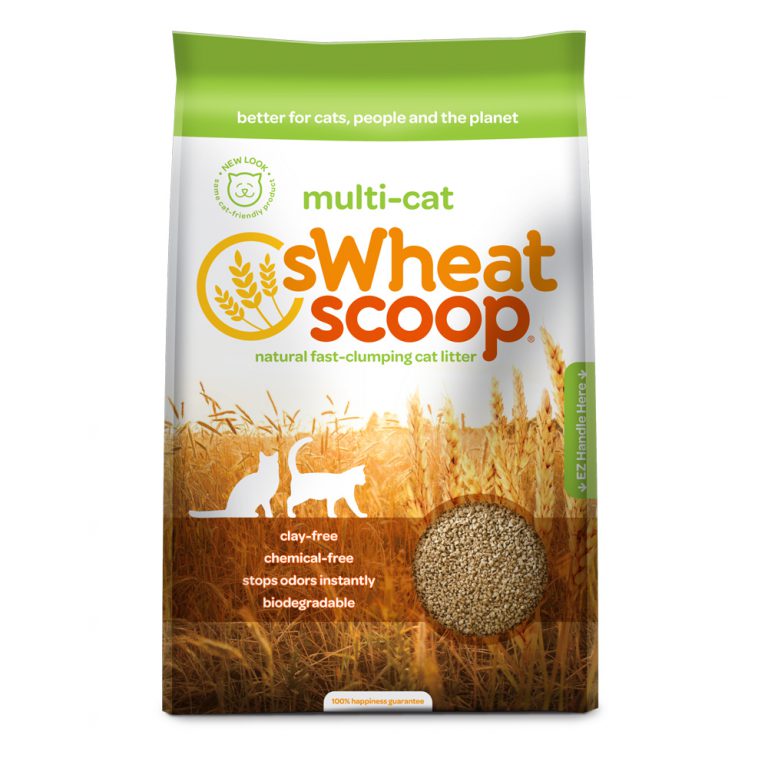 better for cats, people and the planet
• NEW LOOK •
same cat-friendly product
multi-cat
sWheat
scoop®
natural fast-clumping cat litter
EZ Handle Here
clay-free
chemical-free
stops odors instantly
biodegradable
100% happiness guarantee